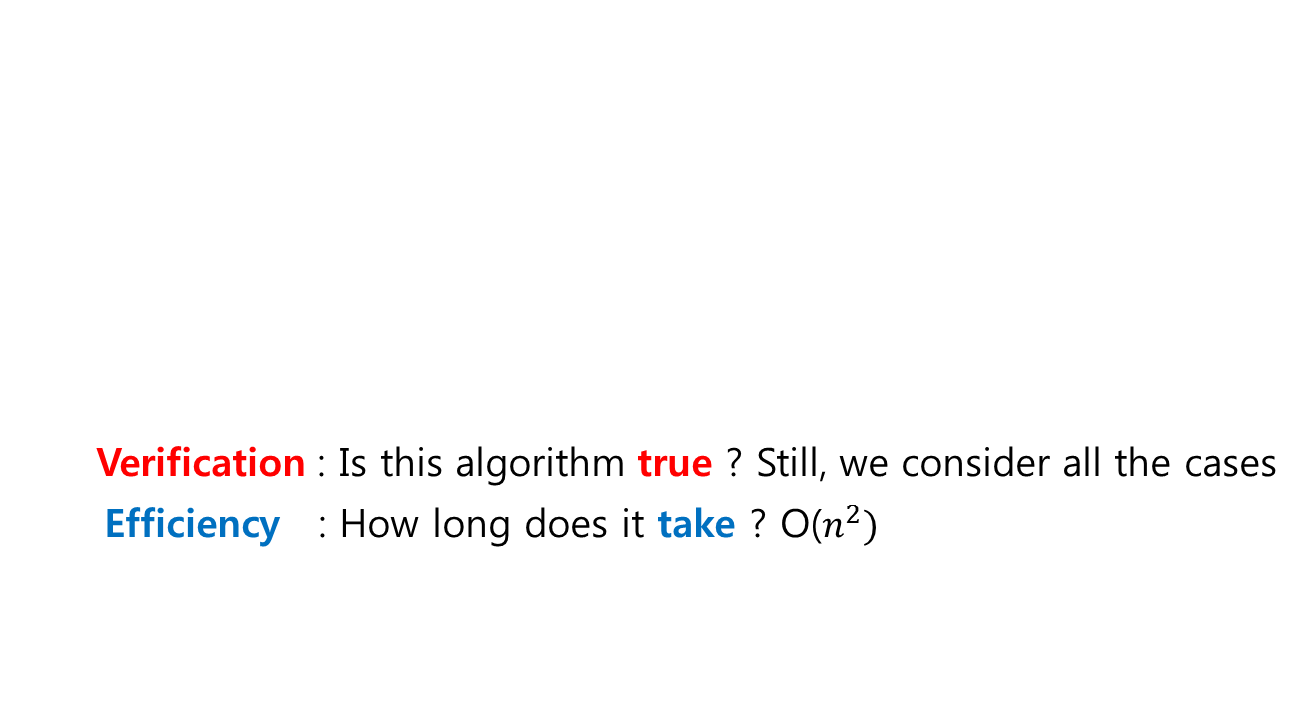 Verification : Is this algorithm true ? Still, we consider all the cases
Efficiency : How long does it take ? O(𝑛²)